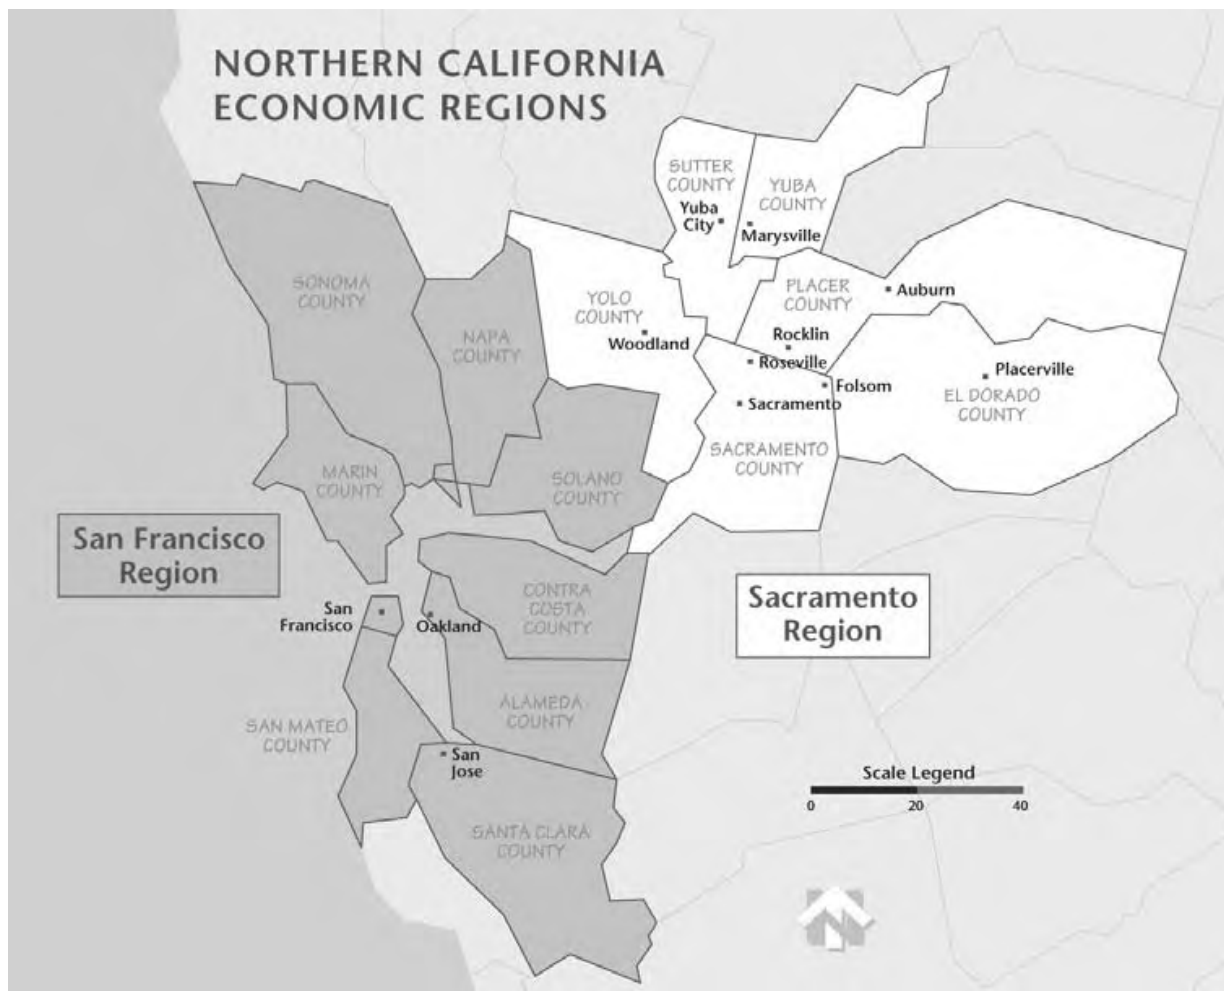 NORTHERN CALIFORNIA
ECONOMIC REGIONS
SUTTER
COUNTY
YUBA
COUNTY
Yuba
City
Marysville
SONOMA
COUNTY
YOLO
COUNTY
Woodland
PLACER
COUNTY
Auburn
NAPA
COUNTY
Rocklin
Roseville
Folsom
Placerville
Sacramento
EL DORADO
COUNTY
MARIN
COUNTY
SOLANO
COUNTY
SACRAMENTO
COUNTY
San Francisco
Region
CONTRA
COSTA
COUNTY
Sacramento
Region
San
Francisco
Oakland
ALAMEDA
COUNTY
SAN MATEO
COUNTY
San
Jose
Scale Legend
0 20 40
SANTA CLARA
COUNTY
N